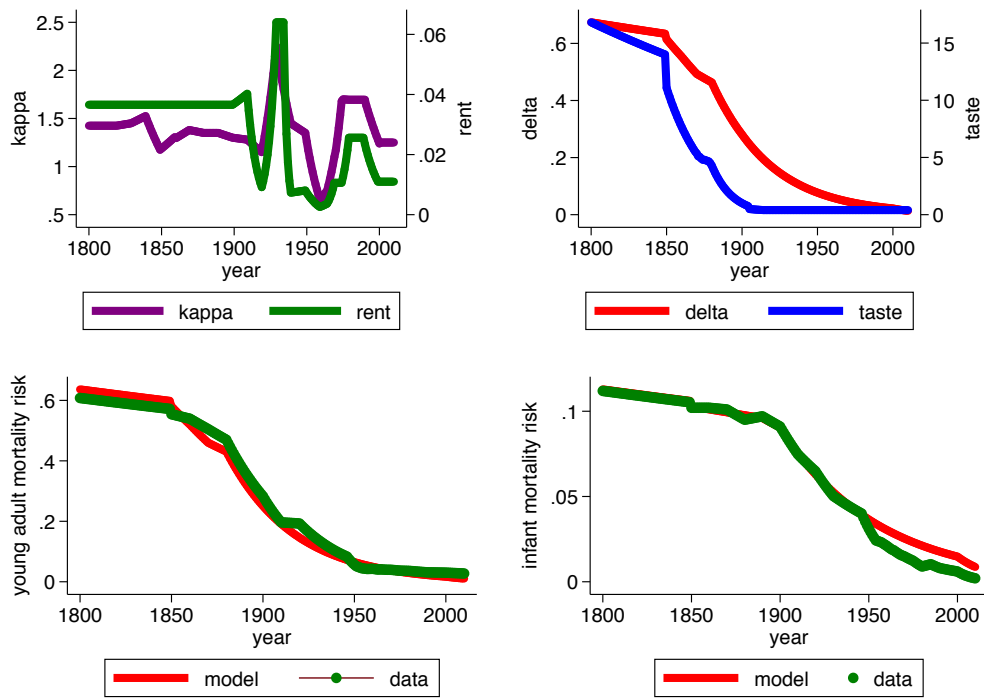 kappa
2.5
2
1.5
1
.5
.06
.04
.02
0
rent
1800 1850 1900 1950 2000
year
kappa rent
delta
.6
.4
.2
0
15
10
5
0
taste
1800 1850 1900 1950 2000
year
delta taste
young adult mortality risk
.6
.4
.2
0
1800 1850 1900 1950 2000
year
model data
infant mortality risk
.1
.05
0
1800 1850 1900 1950 2000
year
model data